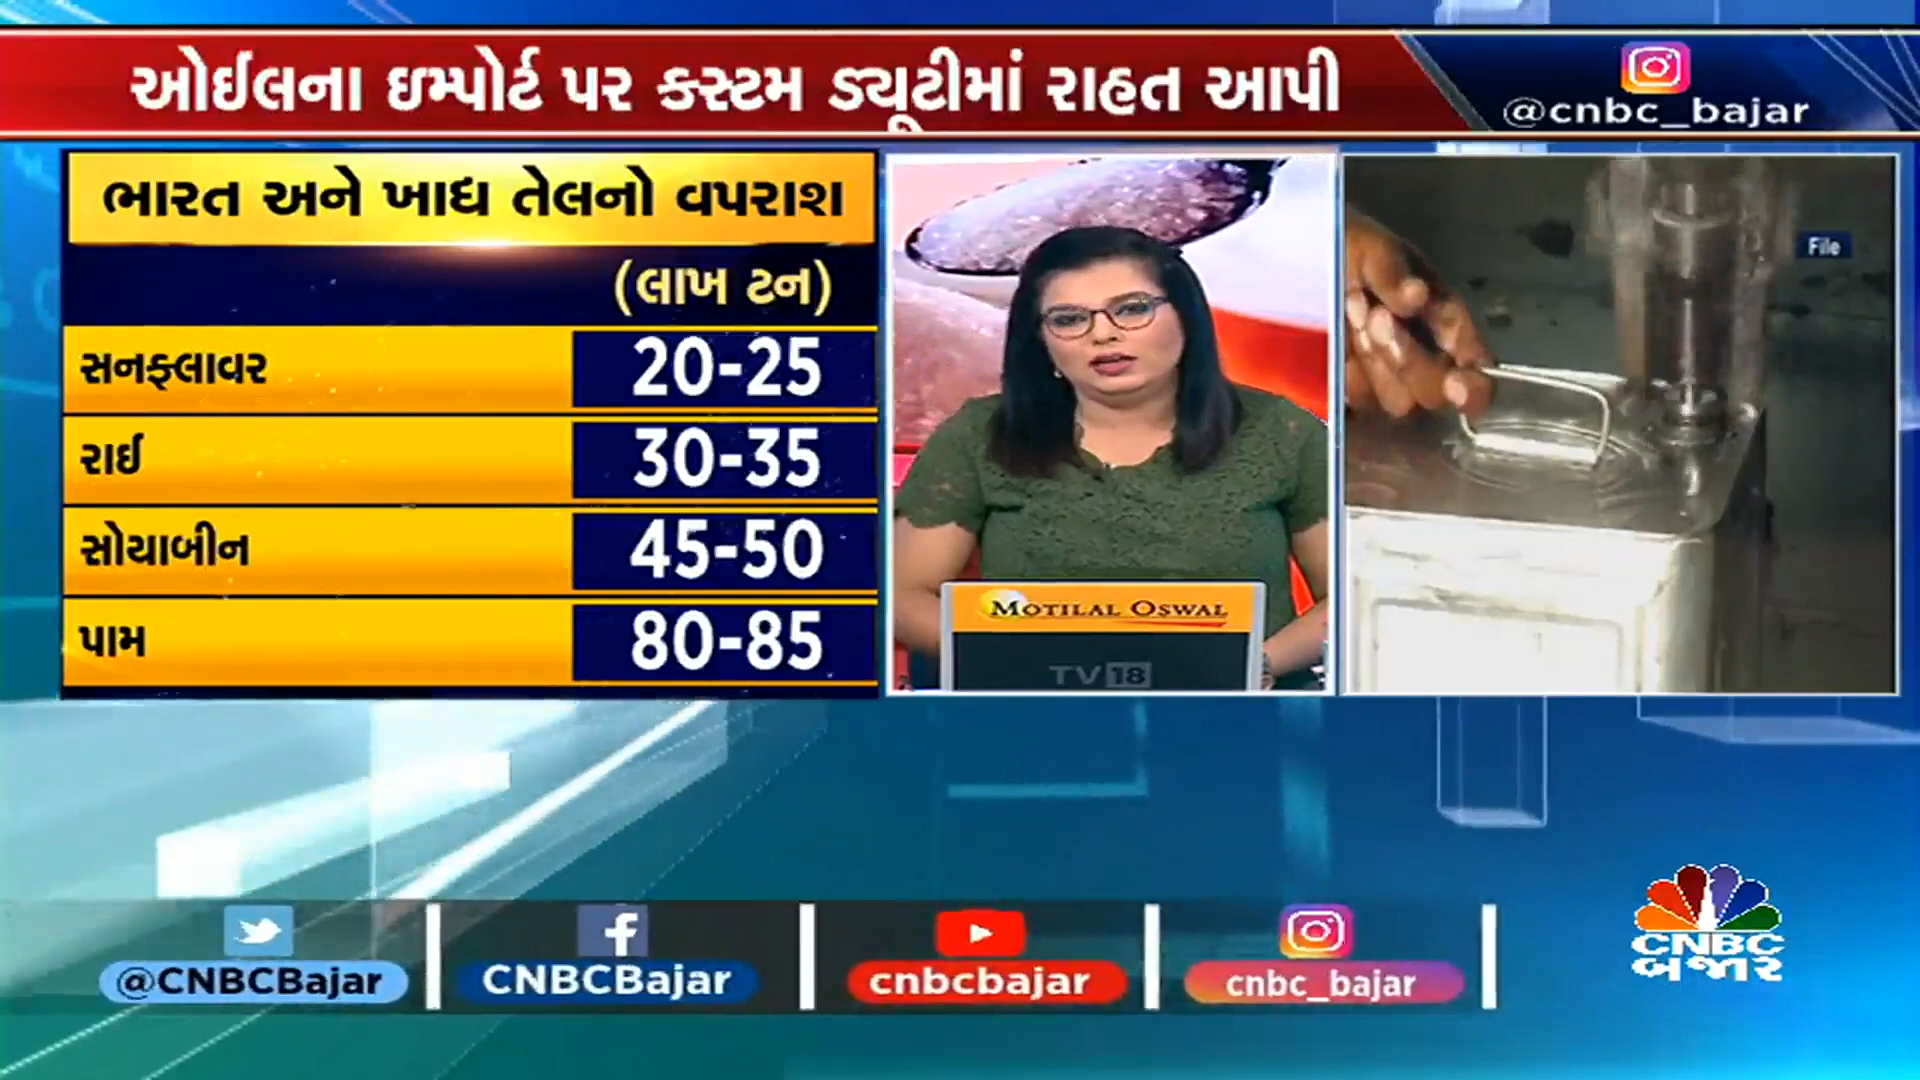 ઓઈલના ઇમ્પોર્ટ પર કસ્ટમ ડ્યૂટીમાં રાહત આપી
@cnbc_bajar
ભારત અને ખાદ્ય તેલનો વપરાશ
(લાખ ટન)
સનફ્લાવર 20-25
રાઈ 30-35
સોયાબીન 45-50
પામ 80-85
File
MOTILAL OSWAL
TV18
@CNBCBajar
CNBCBajar
cnbcbajar
cnbc_bajar
CNBC
બજાર